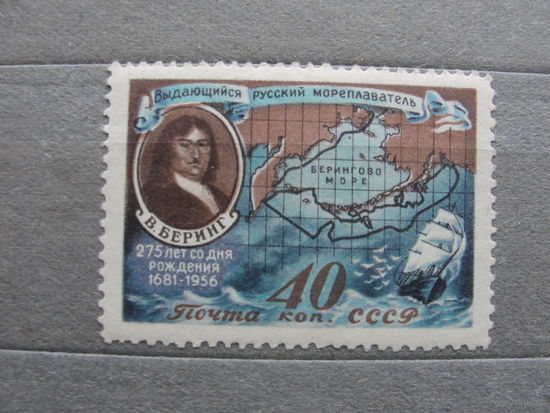 Выдающийся русский мореплаватель
БЕРИНГОВО
МОРЕ
В. БЕРИНГ
275 ЛЕТ СО ДНЯ
РОЖДЕНИЯ
1681-1956
40
Почта коп. СССР